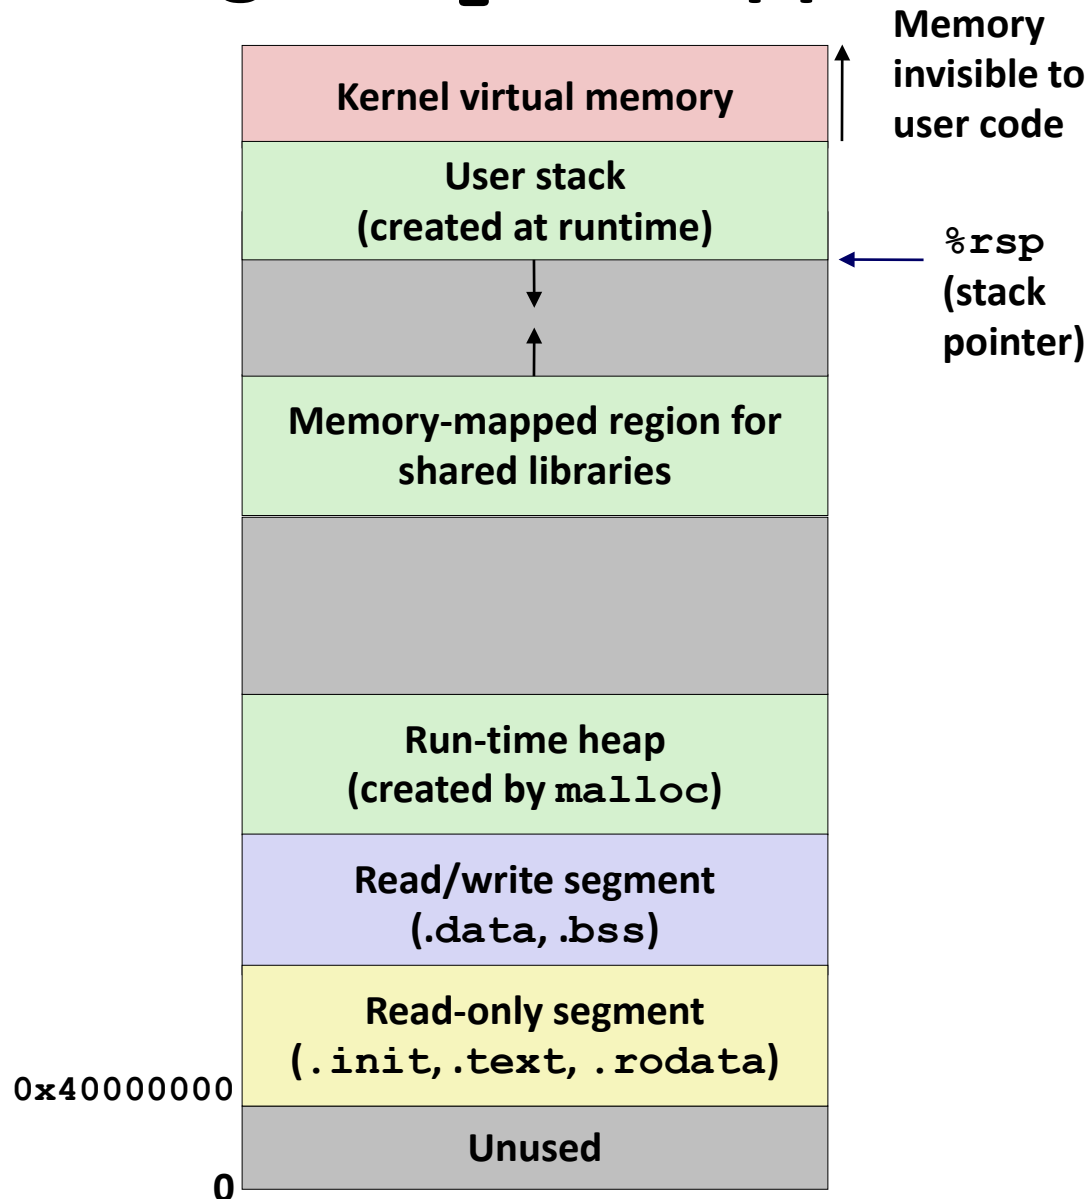 Memory
invisible to
user code
Kernel virtual memory
User stack
(created at runtime)
%rsp
(stack
pointer)
Memory-mapped region for
shared libraries
Run-time heap
(created by malloc)
Read/write segment
(.data, .bss)
Read-only segment
(.init, .text, .rodata)
0x40000000
Unused
0